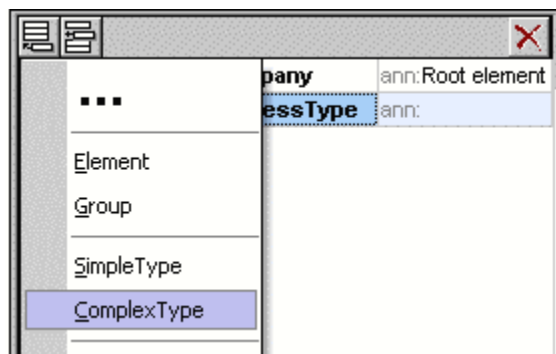 pany ann:Root element
essType ann:
...
Element
Group
SimpleType
ComplexType